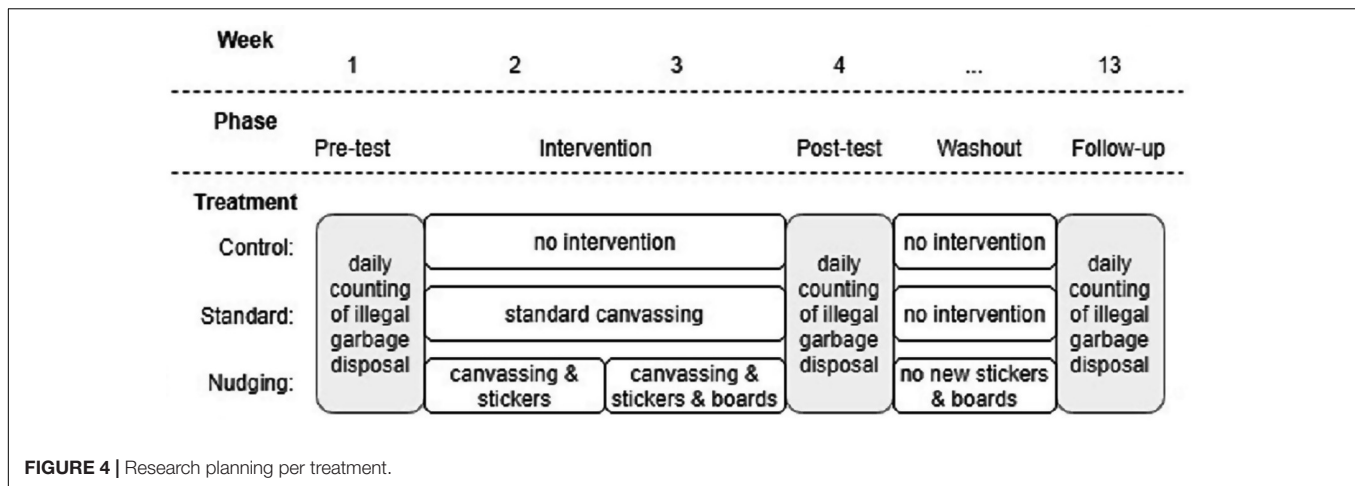 Week
1 2 3 4 ... 13
Phase
Pre-test Intervention Post-test Washout Follow-up
Treatment
Control:
Standard:
Nudging:
daily
counting
of illegal
garbage
disposal
no intervention
standard canvassing
canvassing &
stickers
canvassing &
stickers & boards
daily
counting
of illegal
garbage
disposal
no intervention
no intervention
no new stickers
& boards
daily
counting
of illegal
garbage
disposal
FIGURE 4 | Research planning per treatment.